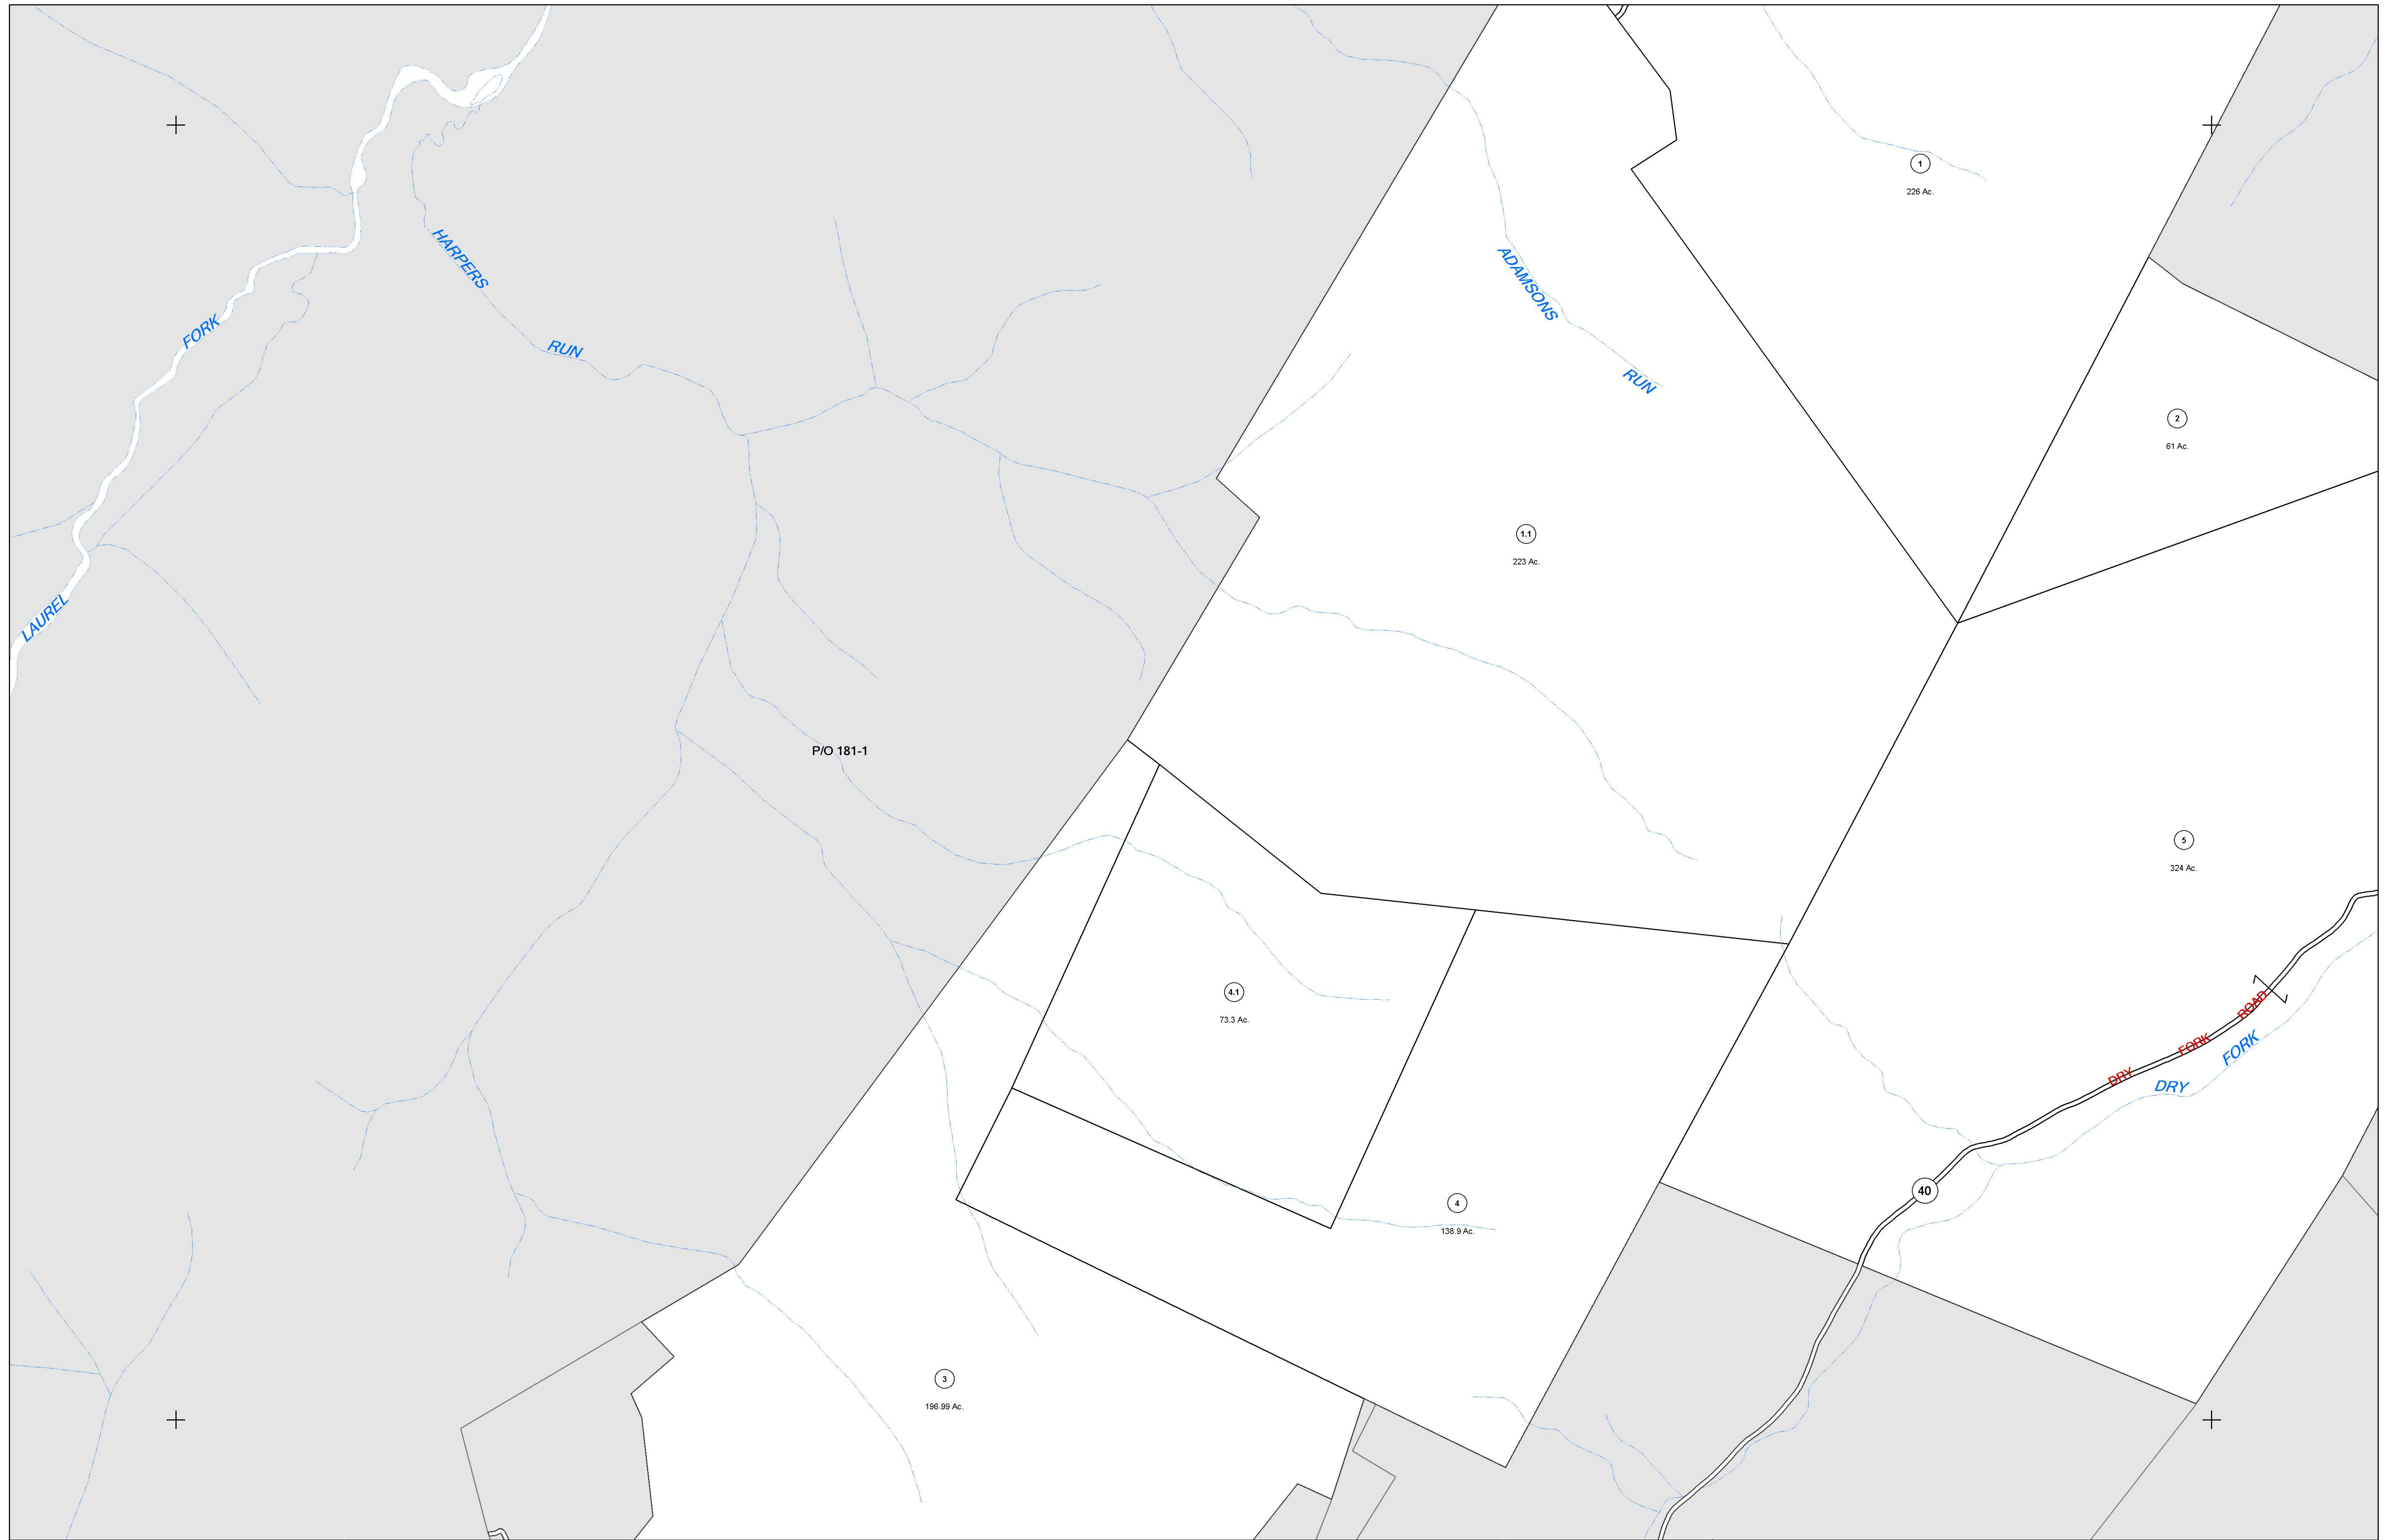 1
226 Ac.
HARPERS
RUN
FORK
LAUREL
ADAMSONS
RUN
2
61 Ac.
1.1
223 Ac.
P/O 181-1
5
324 Ac.
4.1
73.3 Ac.
DRY FORK ROAD
DRY FORK
40
4
138.9 Ac.
3
196.99 Ac.